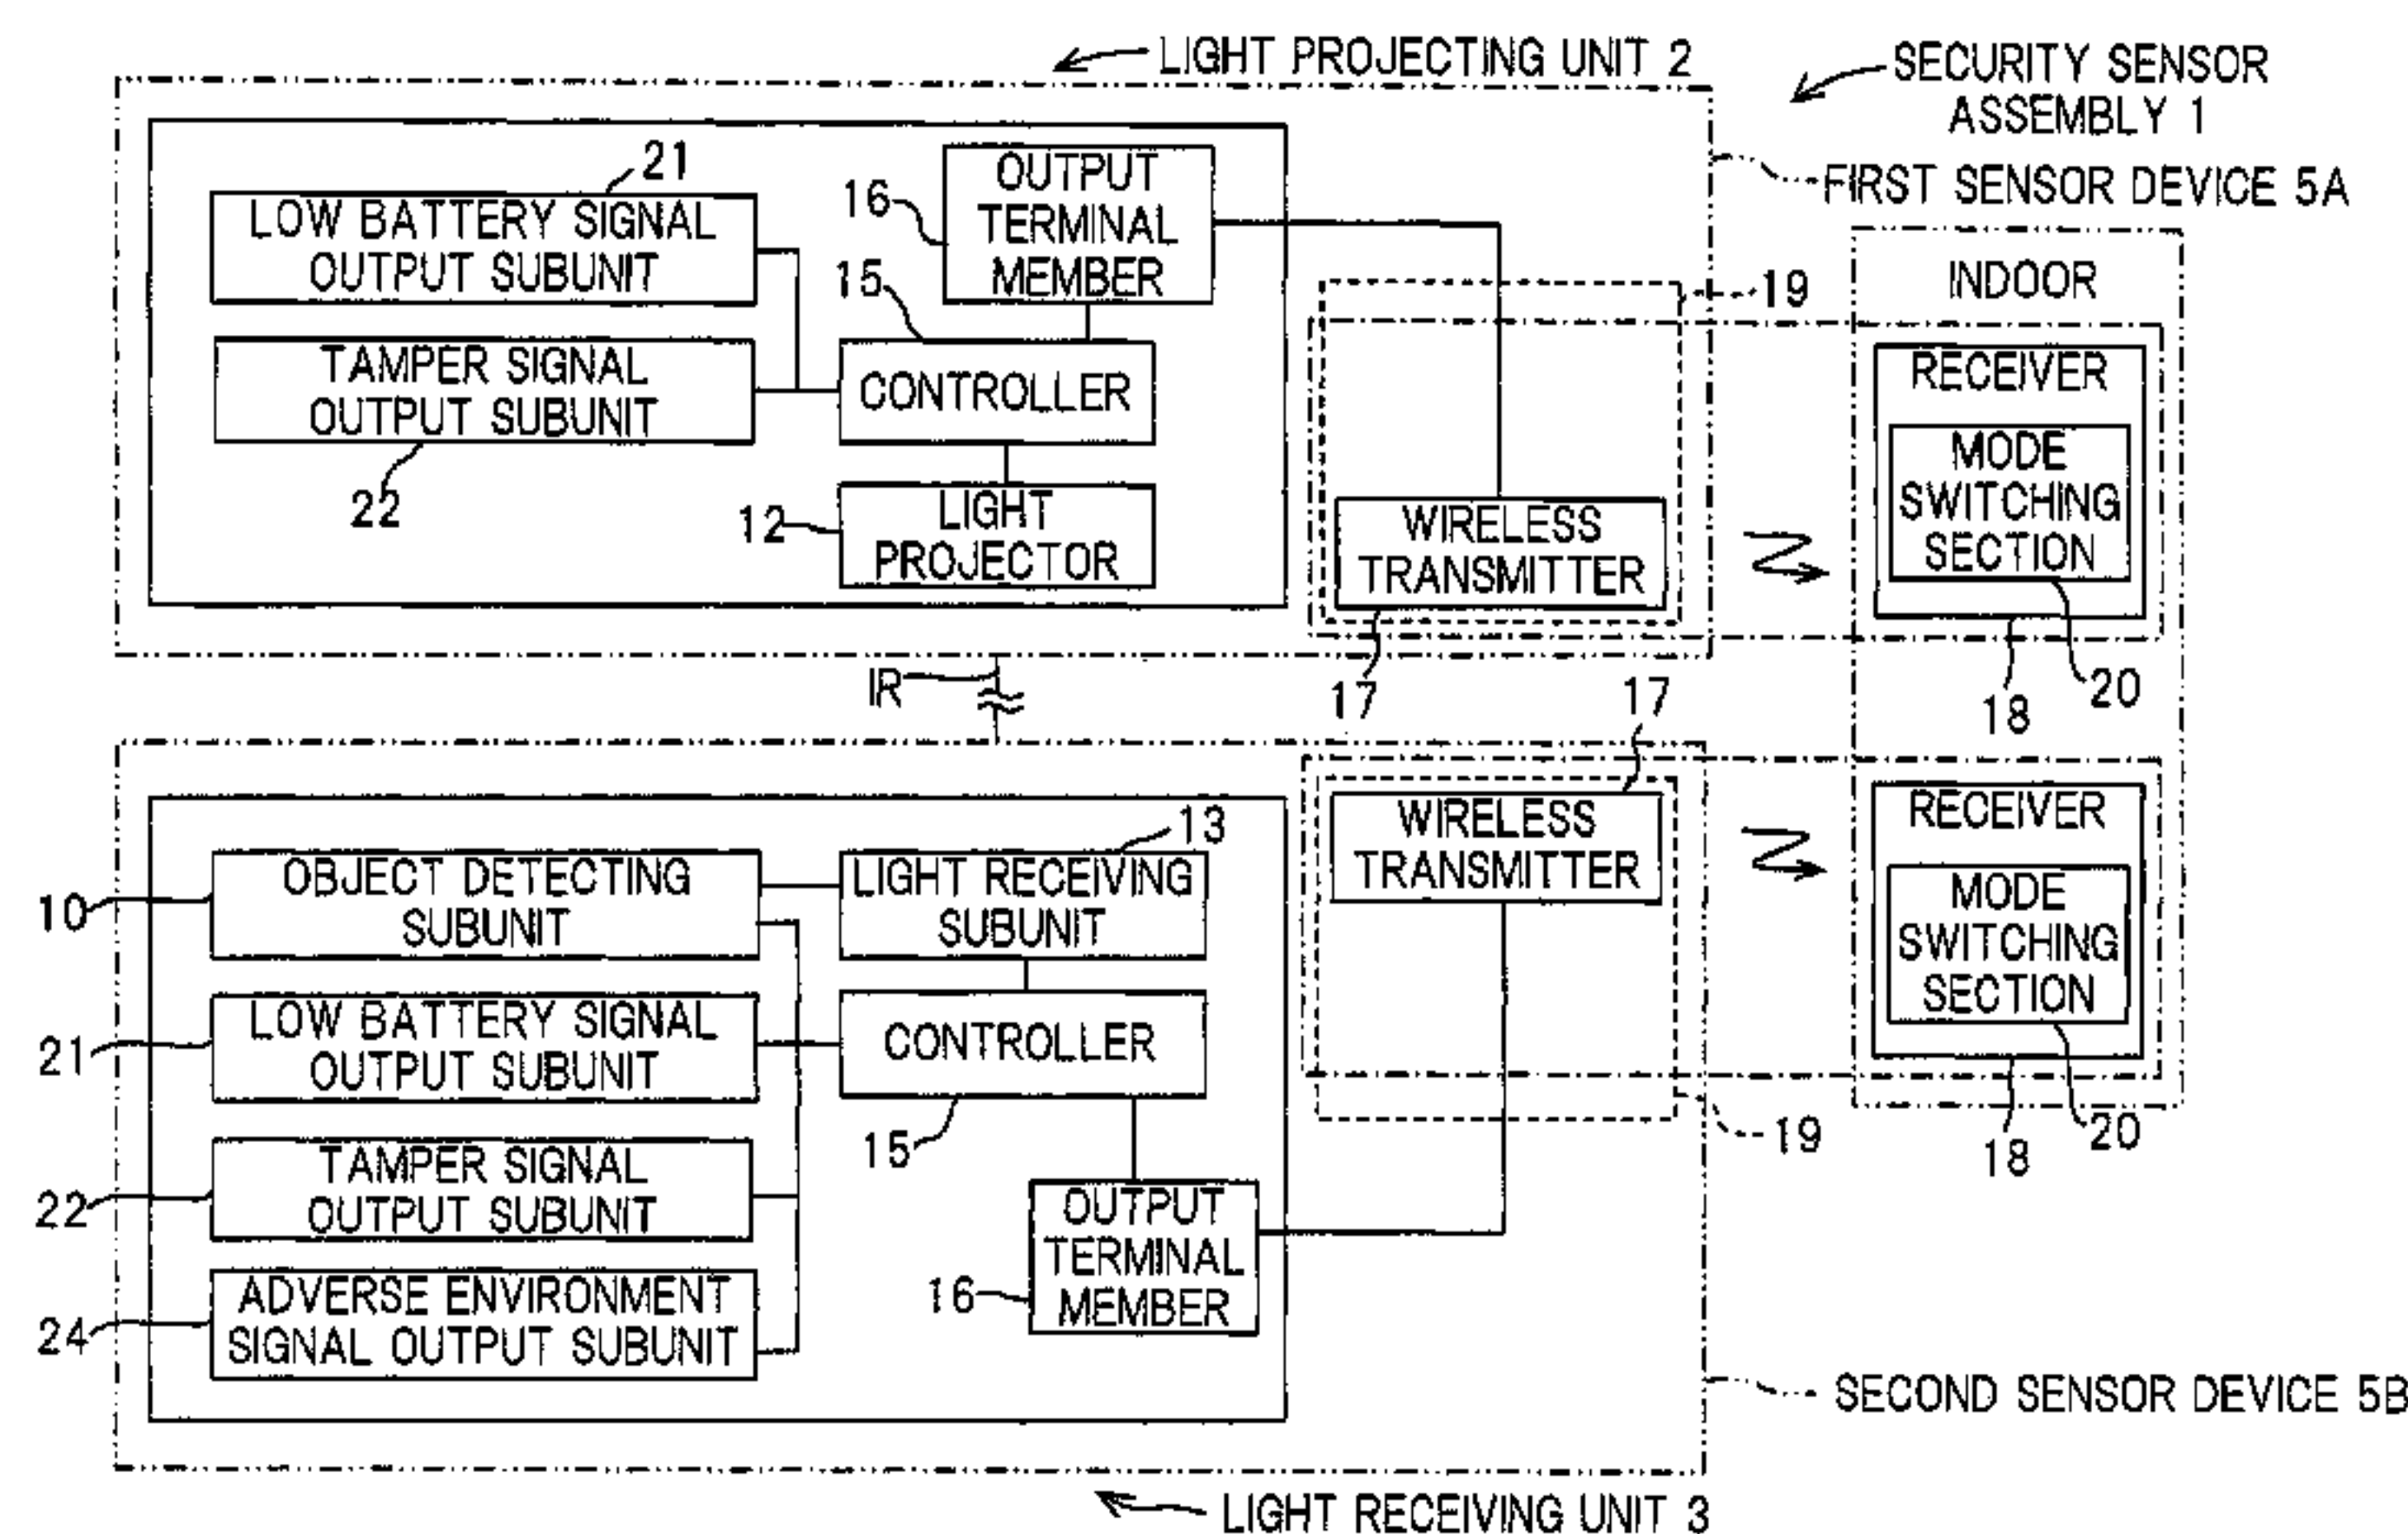 LIGHT PROJECTING UNIT 2
SECURITY SENSOR
ASSEMBLY 1
FIRST SENSOR DEVICE 5A
21
LOW BATTERY SIGNAL
OUTPUT SUBUNIT
16
OUTPUT
TERMINAL
MEMBER
15
19
INDOOR
TAMPER SIGNAL
OUTPUT SUBUNIT
22
CONTROLLER
12
LIGHT
PROJECTOR
WIRELESS
TRANSMITTER
17
RECEIVER
MODE
SWITCHING
SECTION
18
20
IR
17
13
OBJECT DETECTING
SUBUNIT
10
LIGHT RECEIVING
SUBUNIT
WIRELESS
TRANSMITTER
RECEIVER
MODE
SWITCHING
SECTION
21
LOW BATTERY SIGNAL
OUTPUT SUBUNIT
CONTROLLER
15
19
18
20
22
TAMPER SIGNAL
OUTPUT SUBUNIT
16
OUTPUT
TERMINAL
MEMBER
24
ADVERSE ENVIRONMENT
SIGNAL OUTPUT SUBUNIT
SECOND SENSOR DEVICE 5B
LIGHT RECEIVING UNIT 3